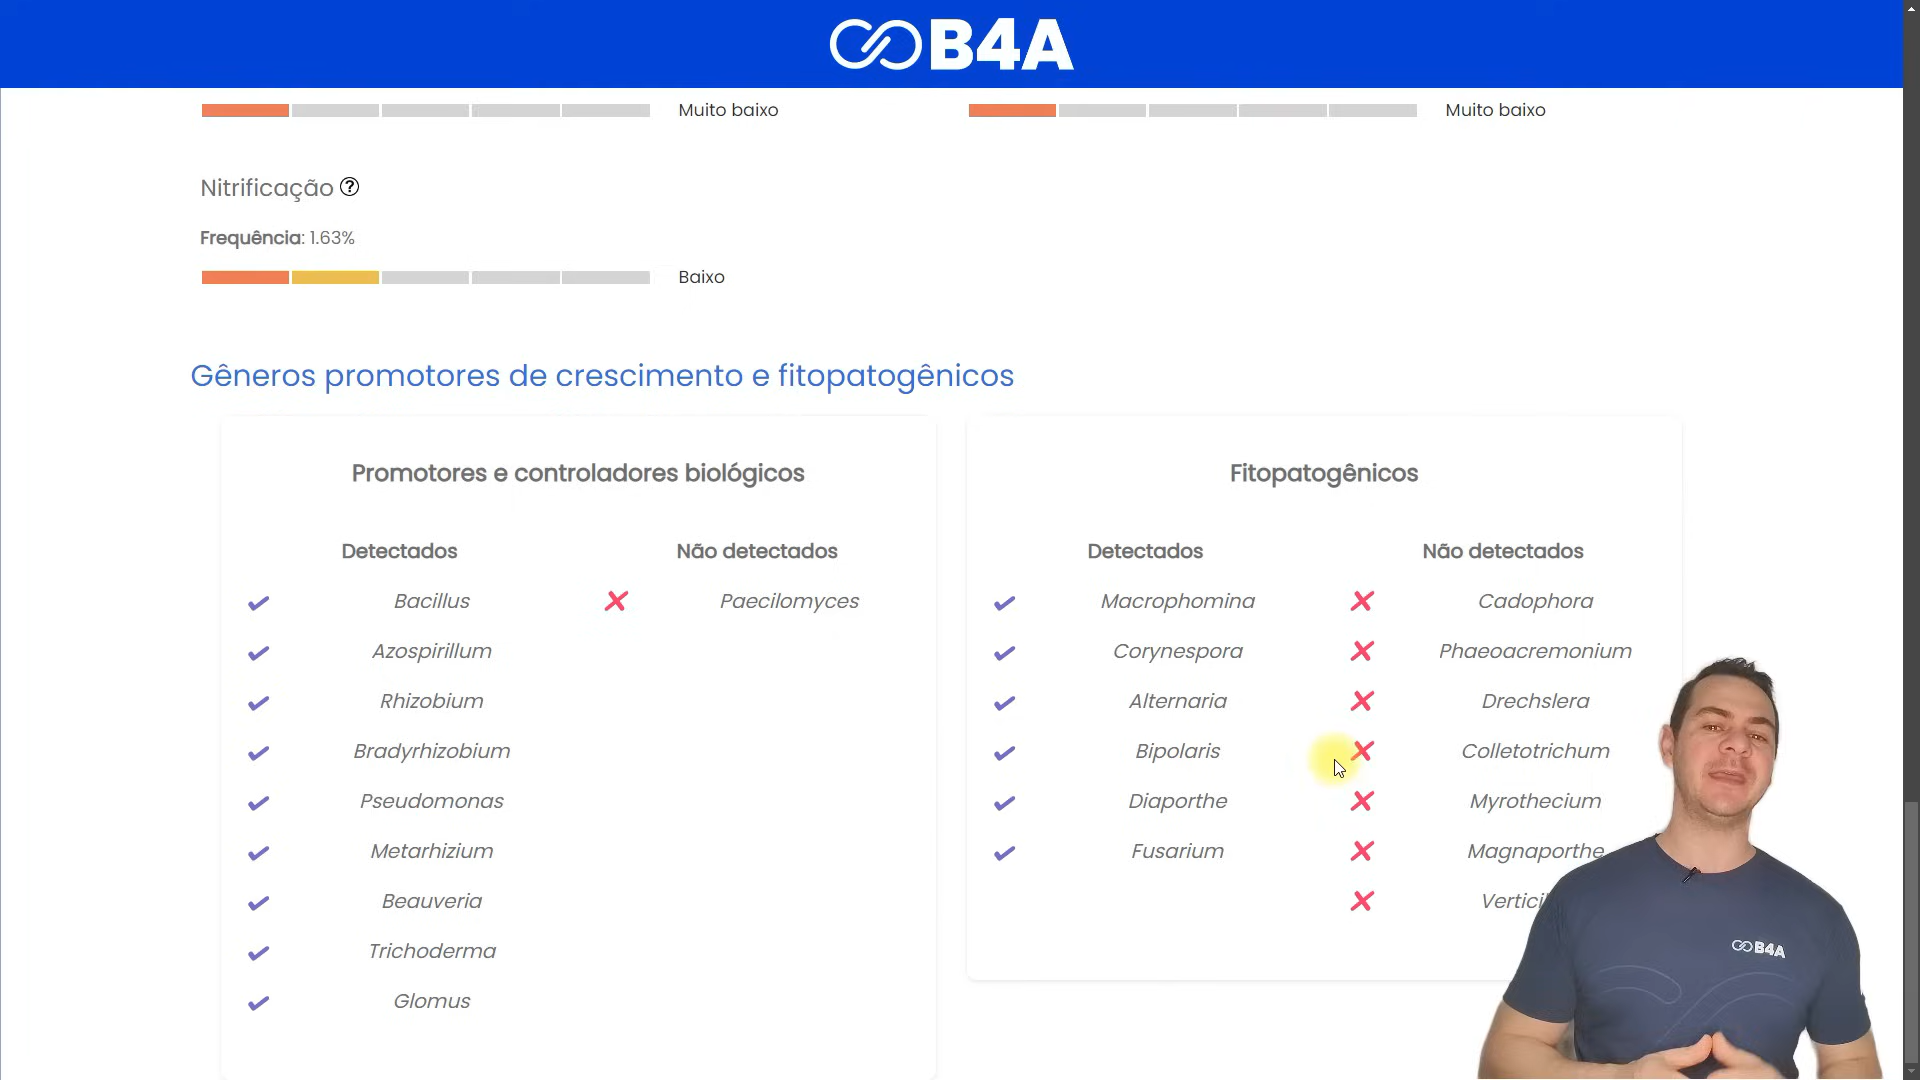 B4A
Muito baixo
Muito baixo
Nitrificação ?
Frequência: 1.63%
Baixo
Gêneros promotores de crescimento e fitopatogênicos
Promotores e controladores biológicos
Detectados
Não detectados
Bacillus
Paecilomyces
Azospirillum
Rhizobium
Bradyrhizobium
Pseudomonas
Metarhizium
Beauveria
Trichoderma
Glomus
Fitopatogênicos
Detectados
Não detectados
Macrophomina
Cadophora
Corynespora
Phaeoacremonium
Alternaria
Drechslera
Bipolaris
Colletotrichum
Diaporthe
Myrothecium
Fusarium
Magnaporthe
B4A